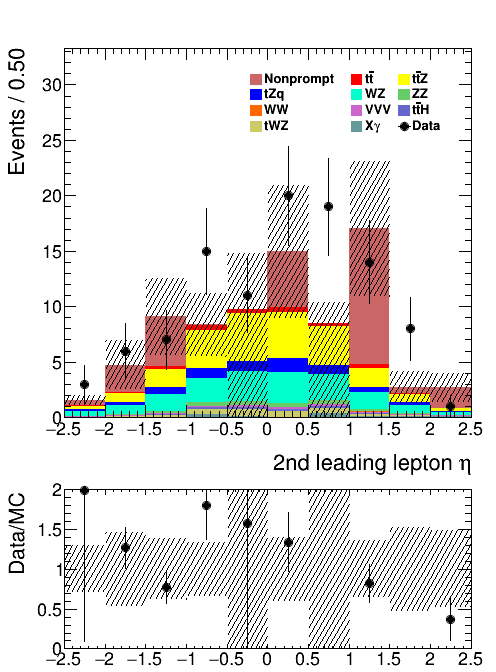 Events / 0.50
30
25
20
15
10
5
0
Nonprompt tt̄ tt̄Z
tZq WZ ZZ
WW VVV tt̄H
tWZ Xγ Data
−2.5 −2 −1.5 −1 −0.5 0 0.5 1 1.5 2 2.5
2nd leading lepton η
Data/MC
2
1.5
1
0.5
0
−2.5 −2 −1.5 −1 −0.5 0 0.5 1 1.5 2 2.5